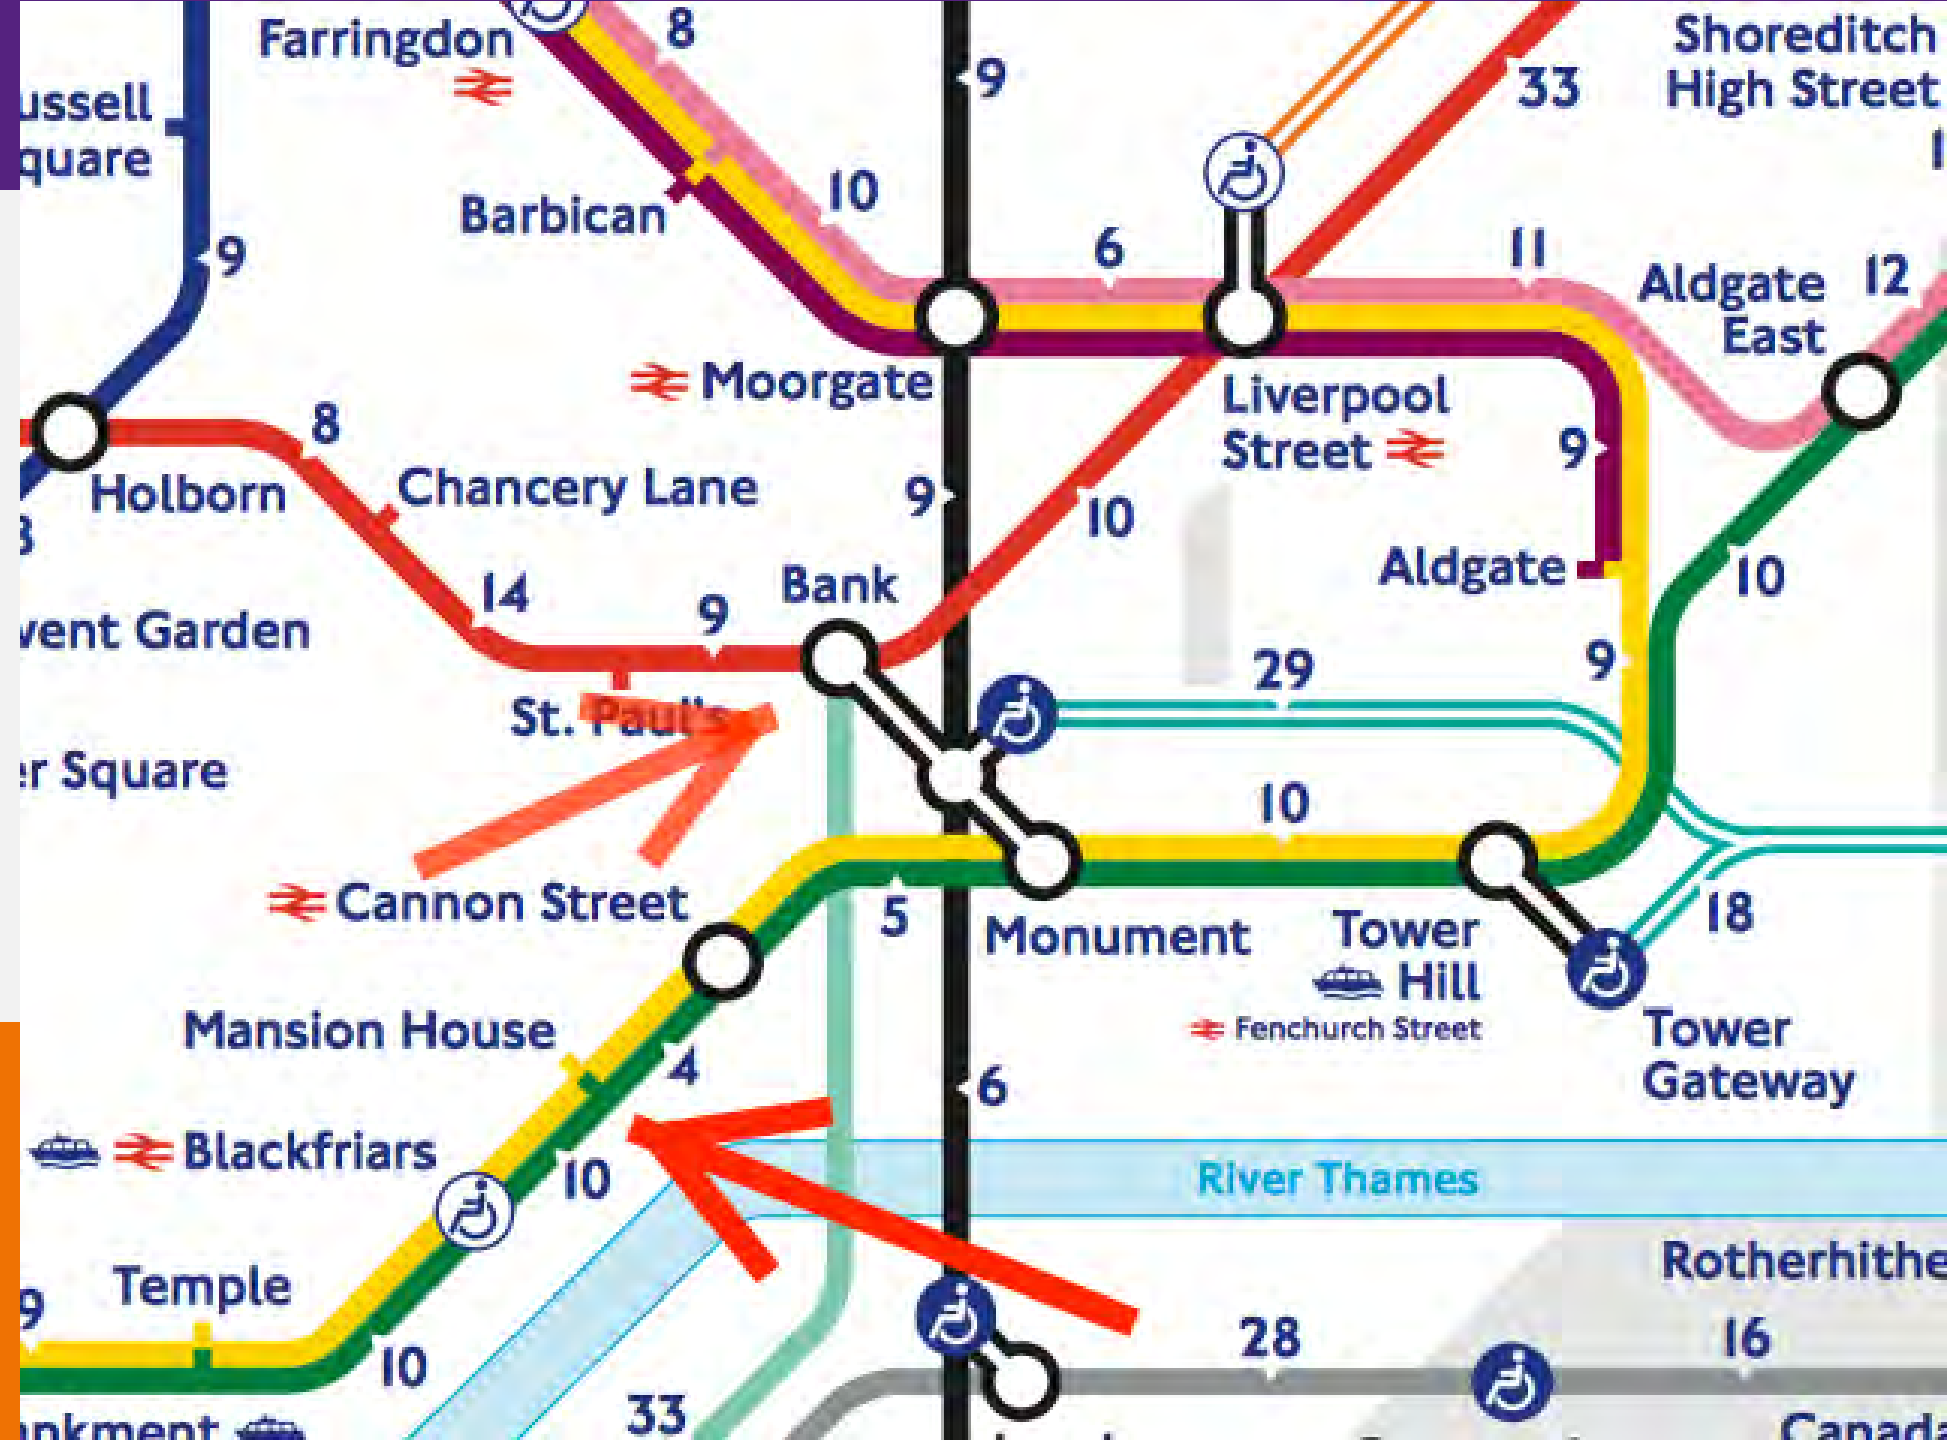 Farringdon
8
9
33
Shoreditch
High Street
ussell
quare
Barbican
10
6
11
Aldgate
East
12
9
Moorgate
Liverpool
Street
8
Holborn
Chancery Lane
9
10
9
Aldgate
10
14
9
Bank
vent Garden
St. Paul's
29
9
er Square
10
Cannon Street
5
Monument
Tower
Hill
Fenchurch Street
18
Tower
Gateway
Mansion House
4
6
Blackfriars
10
River Thames
Temple
9
10
Rotherhithe
28
16
33
ankment
Canada